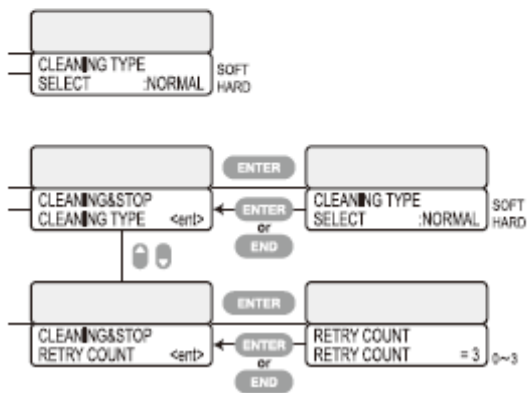 CLEANING TYPE
SELECT :NORMAL
SOFT
HARD
ENTER
CLEANING&STOP
CLEANING TYPE <ent>
ENTER
or
END
CLEANING TYPE
SELECT :NORMAL
SOFT
HARD
ENTER
CLEANING&STOP
RETRY COUNT <ent>
ENTER
or
END
RETRY COUNT
RETRY COUNT = 3
0~3